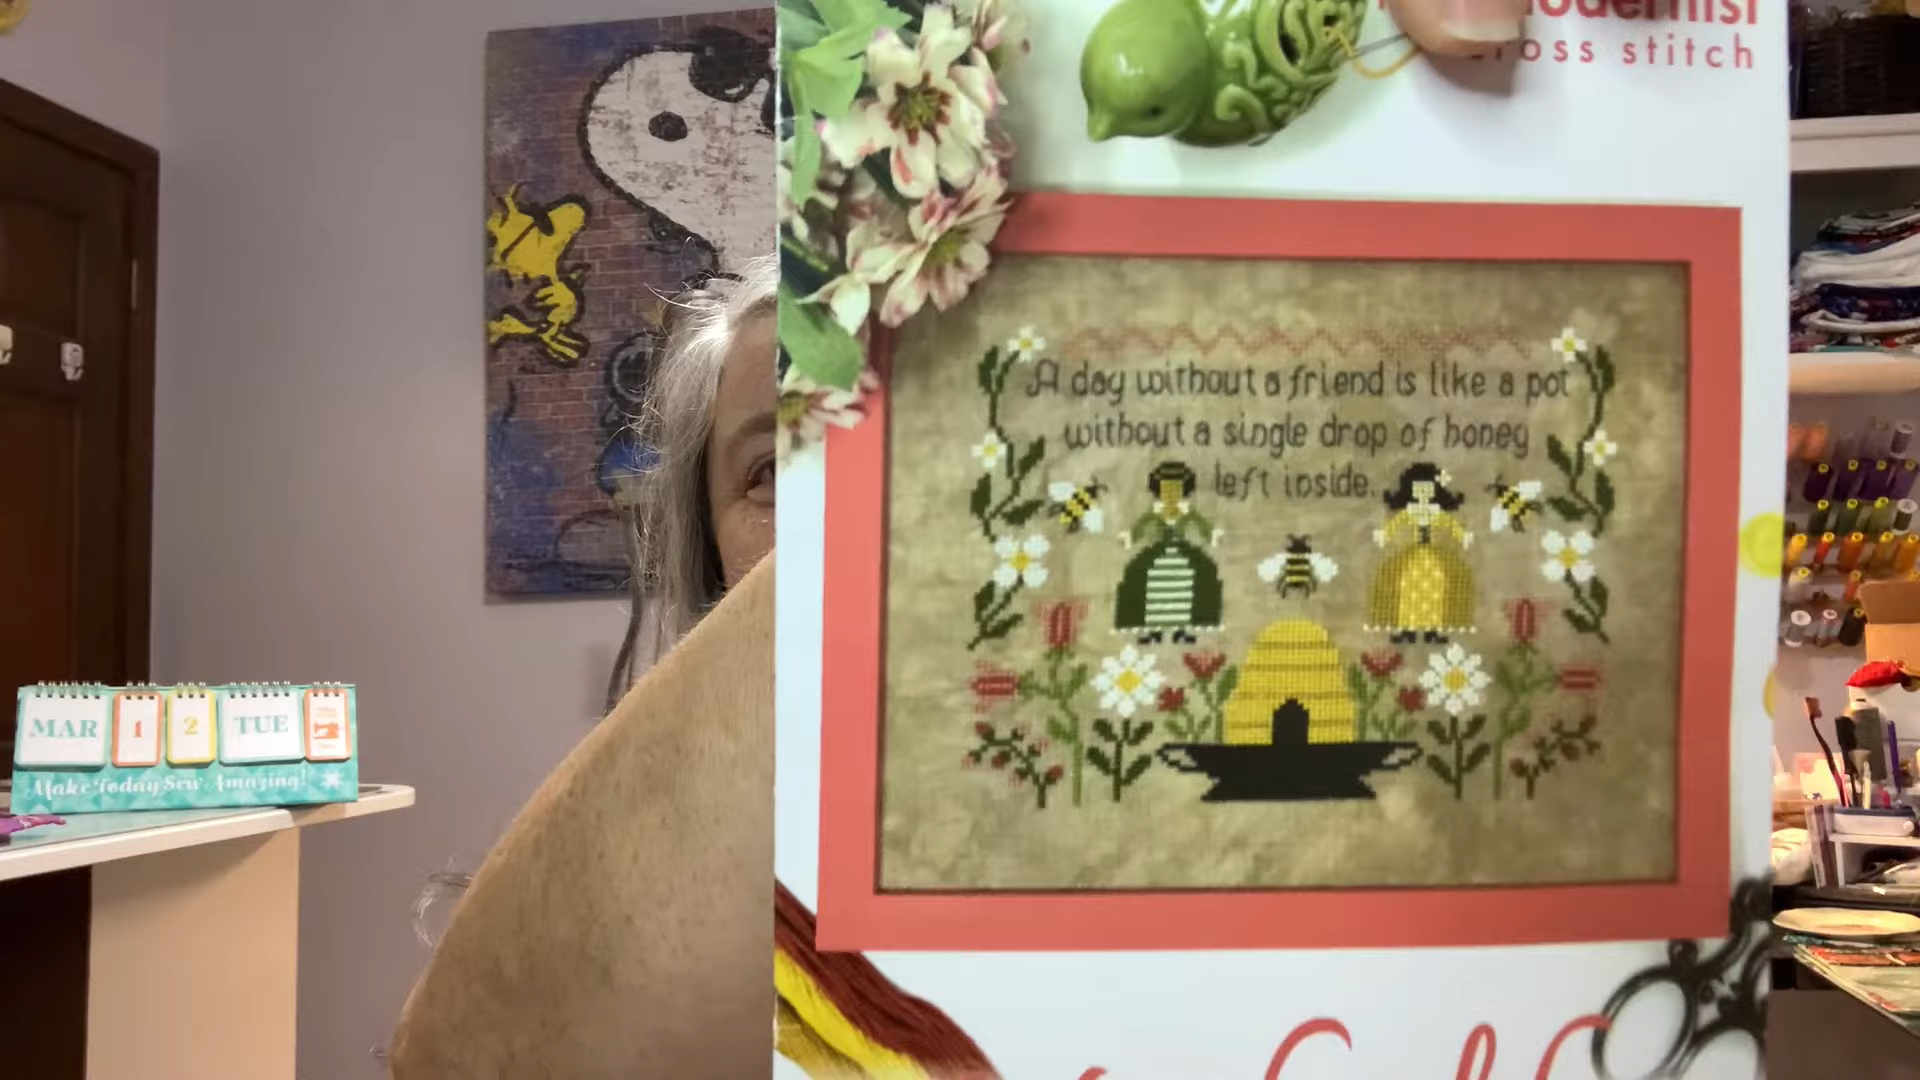 cross stitch
A day without a friend is like a pot
without a single drop of honey
left inside.
MAR 1 2 TUE
Make Today Sew Amazing!